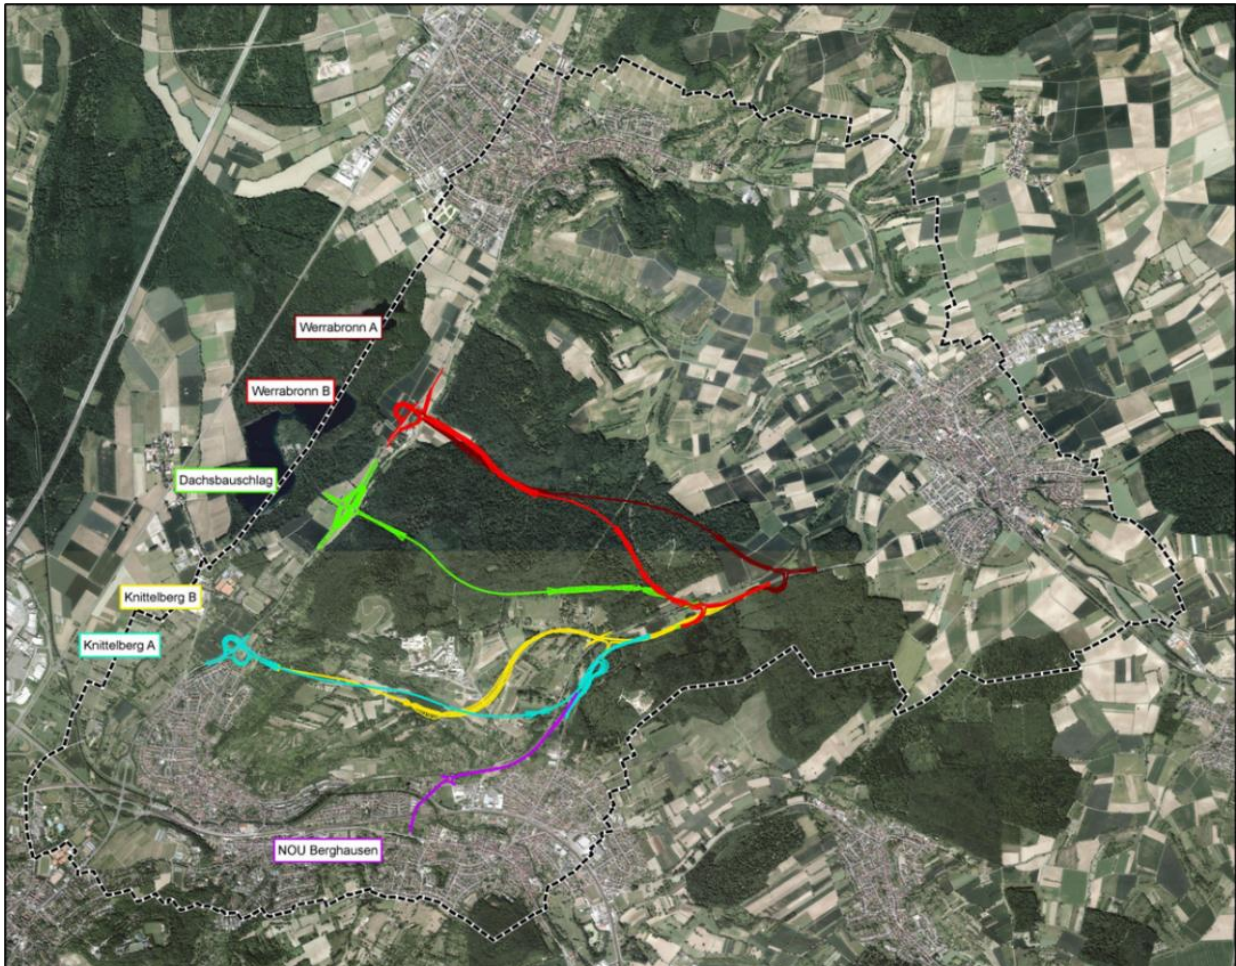 Werrabronn A
Werrabronn B
Dachsbauschlag
Knittelberg B
Knittelberg A
NOU Berghausen